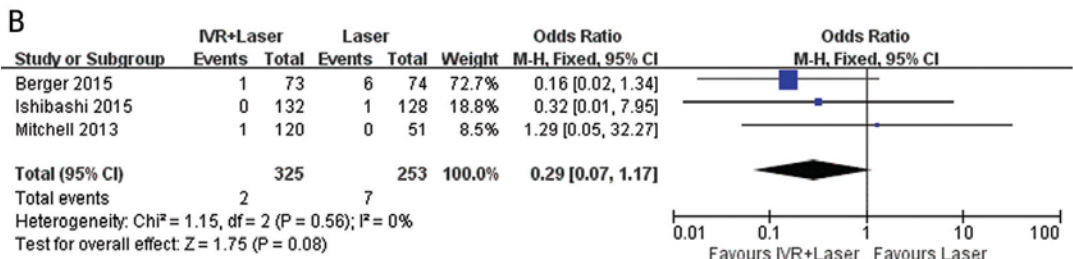 B
IVR+Laser Laser Odds Ratio Odds Ratio
Study or Subgroup Events Total Events Total Weight M-H, Fixed, 95% CI M-H, Fixed, 95% CI
Berger 2015 1 73 6 74 72.7% 0.16 [0.02, 1.34]
Ishibashi 2015 0 132 1 128 18.8% 0.32 [0.01, 7.95]
Mitchell 2013 1 120 0 51 8.5% 1.29 [0.05, 32.27]
Total (95% CI) 325 253 100.0% 0.29 [0.07, 1.17]
Total events 2 7
Heterogeneity: Chi² = 1.15, df = 2 (P = 0.56); I² = 0%
Test for overall effect: Z = 1.75 (P = 0.08)
0.01 0.1 1 10 100
Favours IVR+Laser Favours Laser